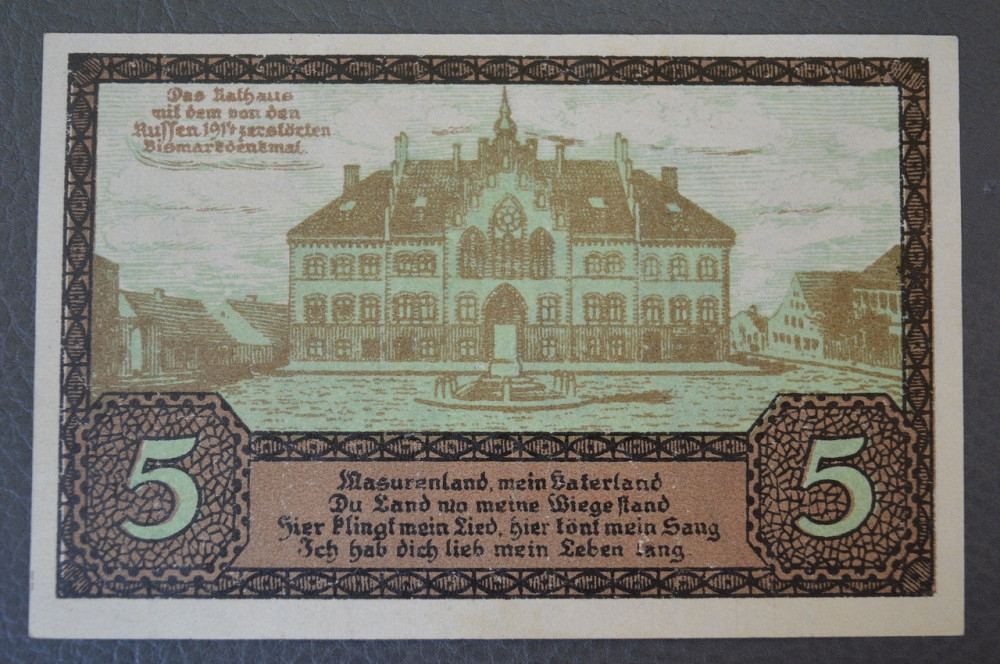 Das Rathaus
mit dem von den
Russen 1914 zerstörten
Bismarkdenkmal.
5
5
Masurenland, mein Vaterland
Du Land wo meine Wiege stand
Hier klingt mein Lied, hier tönt mein Sang
Ich hab dich lieb mein Leben lang.